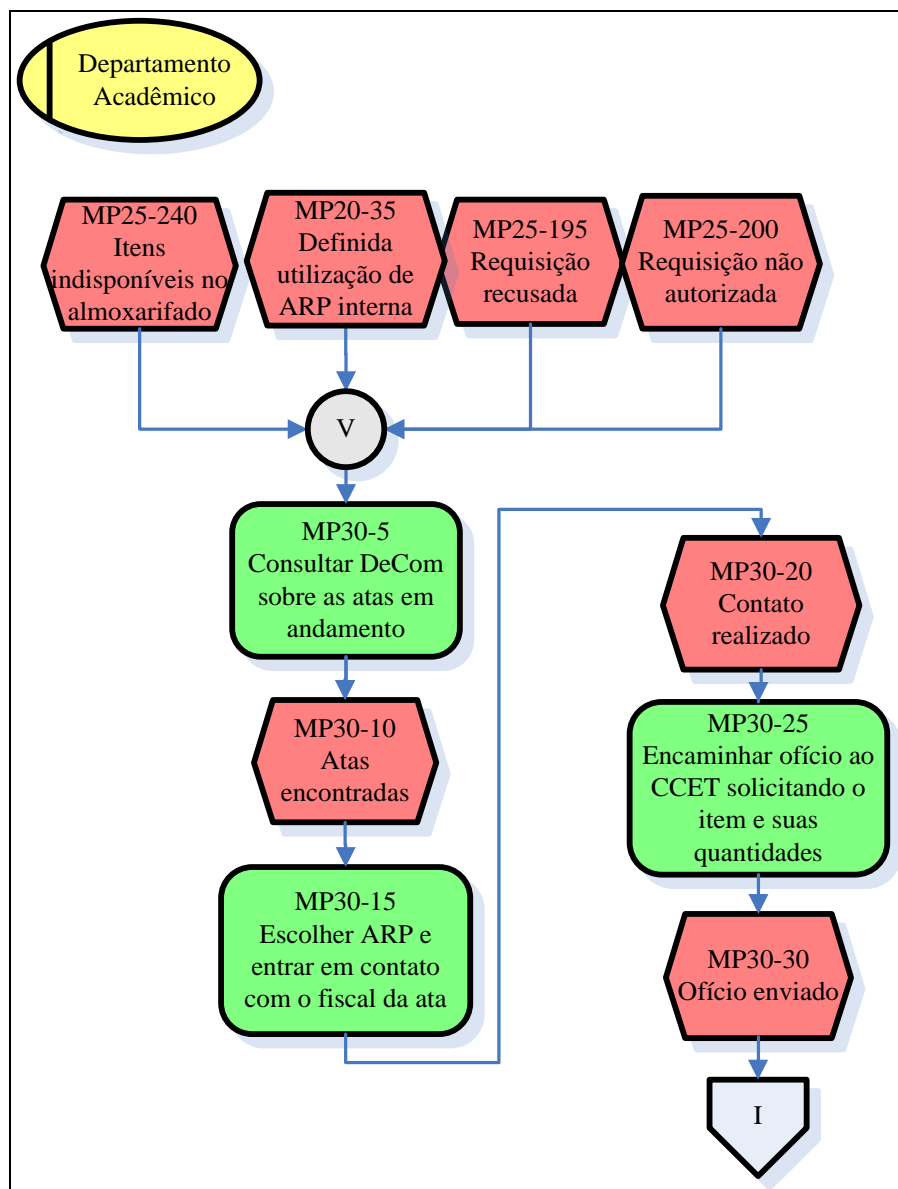 Departamento
Acadêmico
MP25-240
Itens
indisponíveis no
almoxarifado
MP20-35
Definida
utilização de
ARP interna
MP25-195
Requisição
recusada
MP25-200
Requisição não
autorizada
V
MP30-5
Consultar DeCom
sobre as atas em
andamento
MP30-10
Atas
encontradas
MP30-15
Escolher ARP e
entrar em contato
com o fiscal da ata
MP30-20
Contato
realizado
MP30-25
Encaminhar ofício ao
CCET solicitando o
item e suas
quantidades
MP30-30
Ofício enviado
I